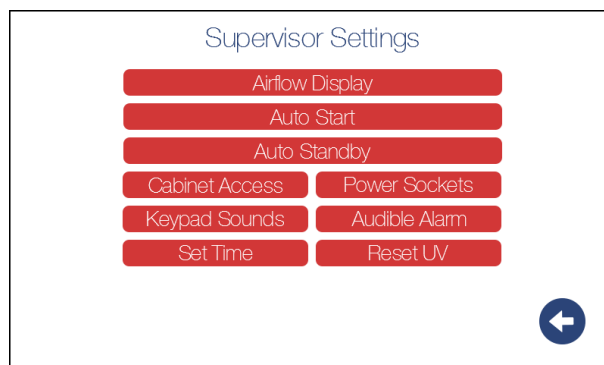 Supervisor Settings
Airflow Display
Auto Start
Auto Standby
Cabinet Access Power Sockets
Keypad Sounds Audible Alarm
Set Time Reset UV